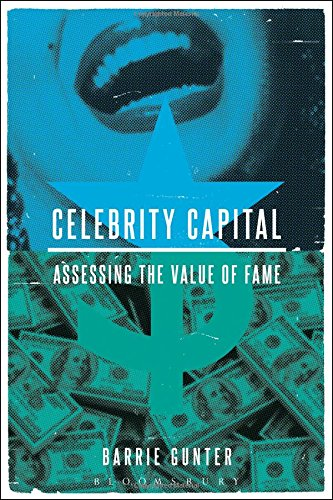 CELEBRITY CAPITAL
ASSESSING THE VALUE OF FAME
BARRIE GUNTER
BLOOMSBURY